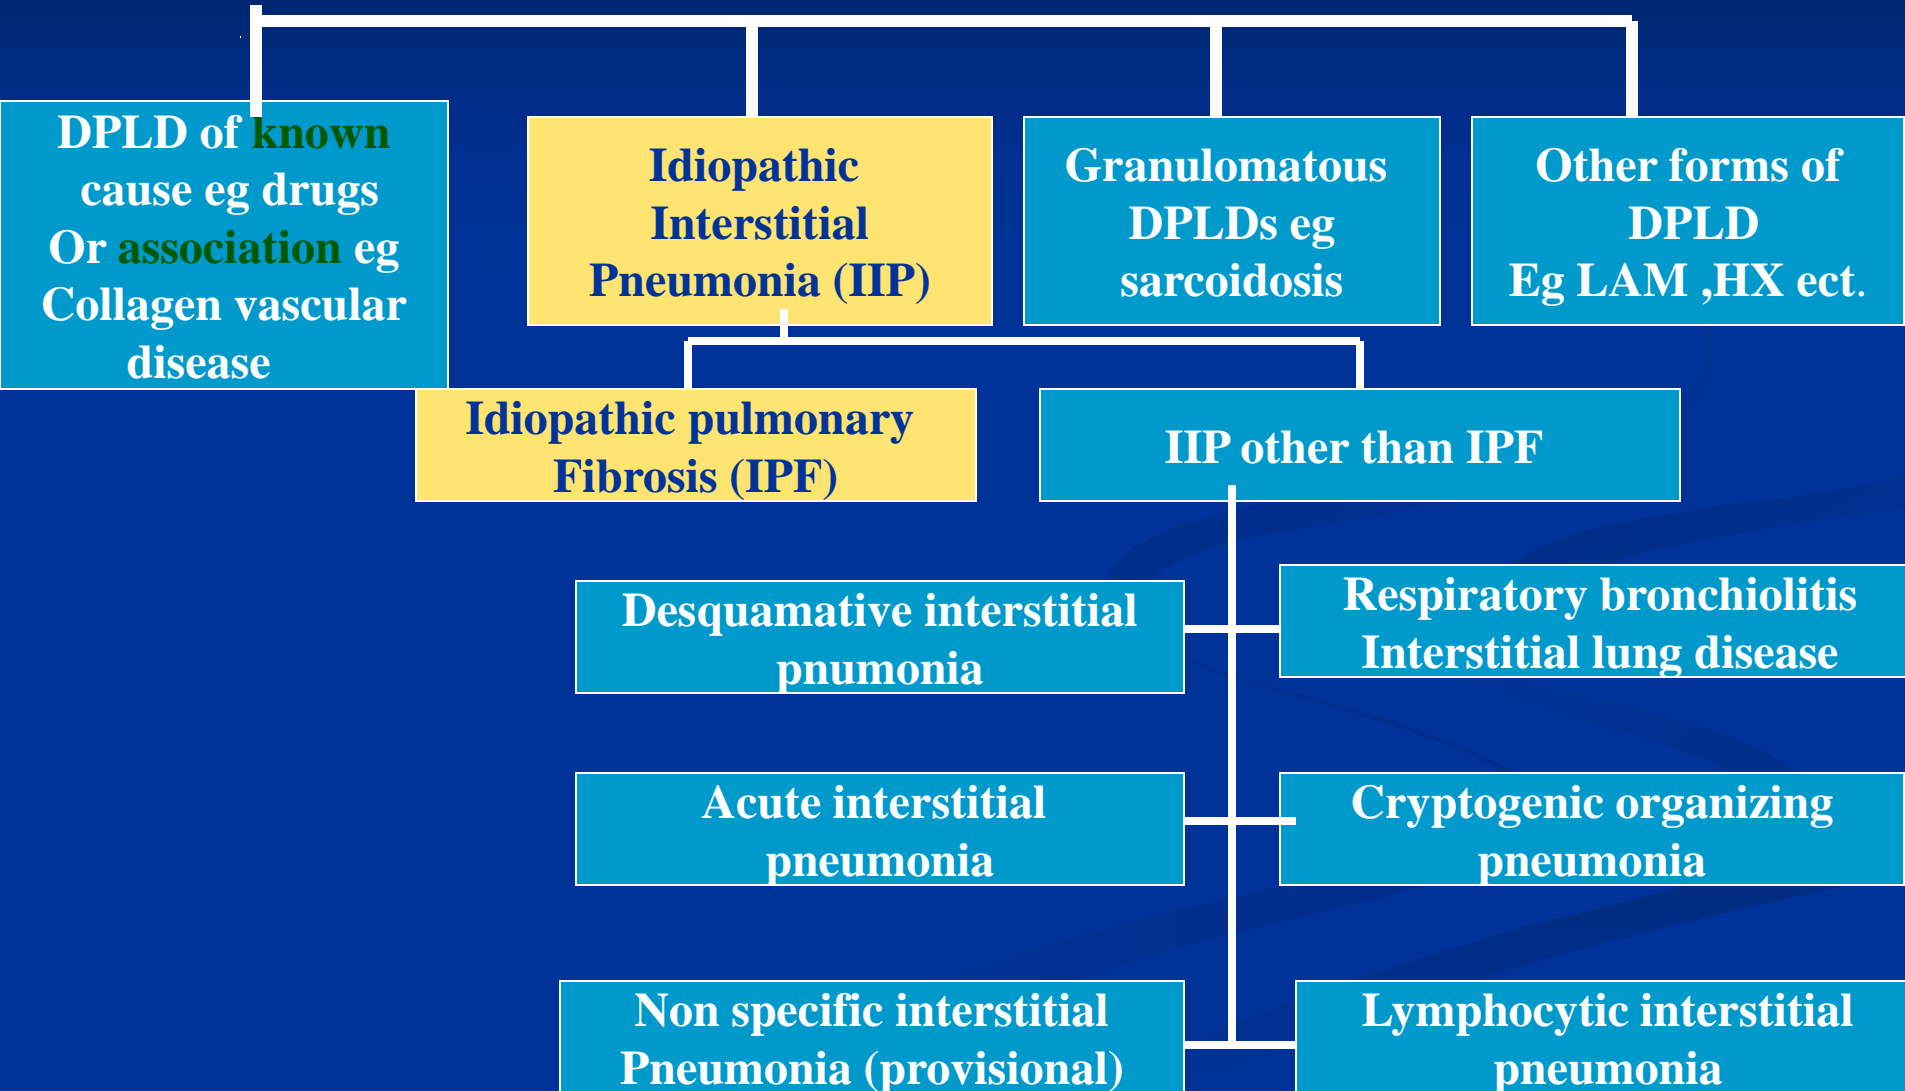 DPLD of known
cause eg drugs
Or association eg
Collagen vascular
disease
Idiopathic
Interstitial
Pneumonia (IIP)
Granulomatous
DPLDs eg
sarcoidosis
Other forms of
DPLD
Eg LAM ,HX ect.
Idiopathic pulmonary
Fibrosis (IPF)
IIP other than IPF
Desquamative interstitial
pnumonia
Respiratory bronchiolitis
Interstitial lung disease
Acute interstitial
pneumonia
Cryptogenic organizing
pneumonia
Non specific interstitial
Pneumonia (provisional)
Lymphocytic interstitial
pneumonia